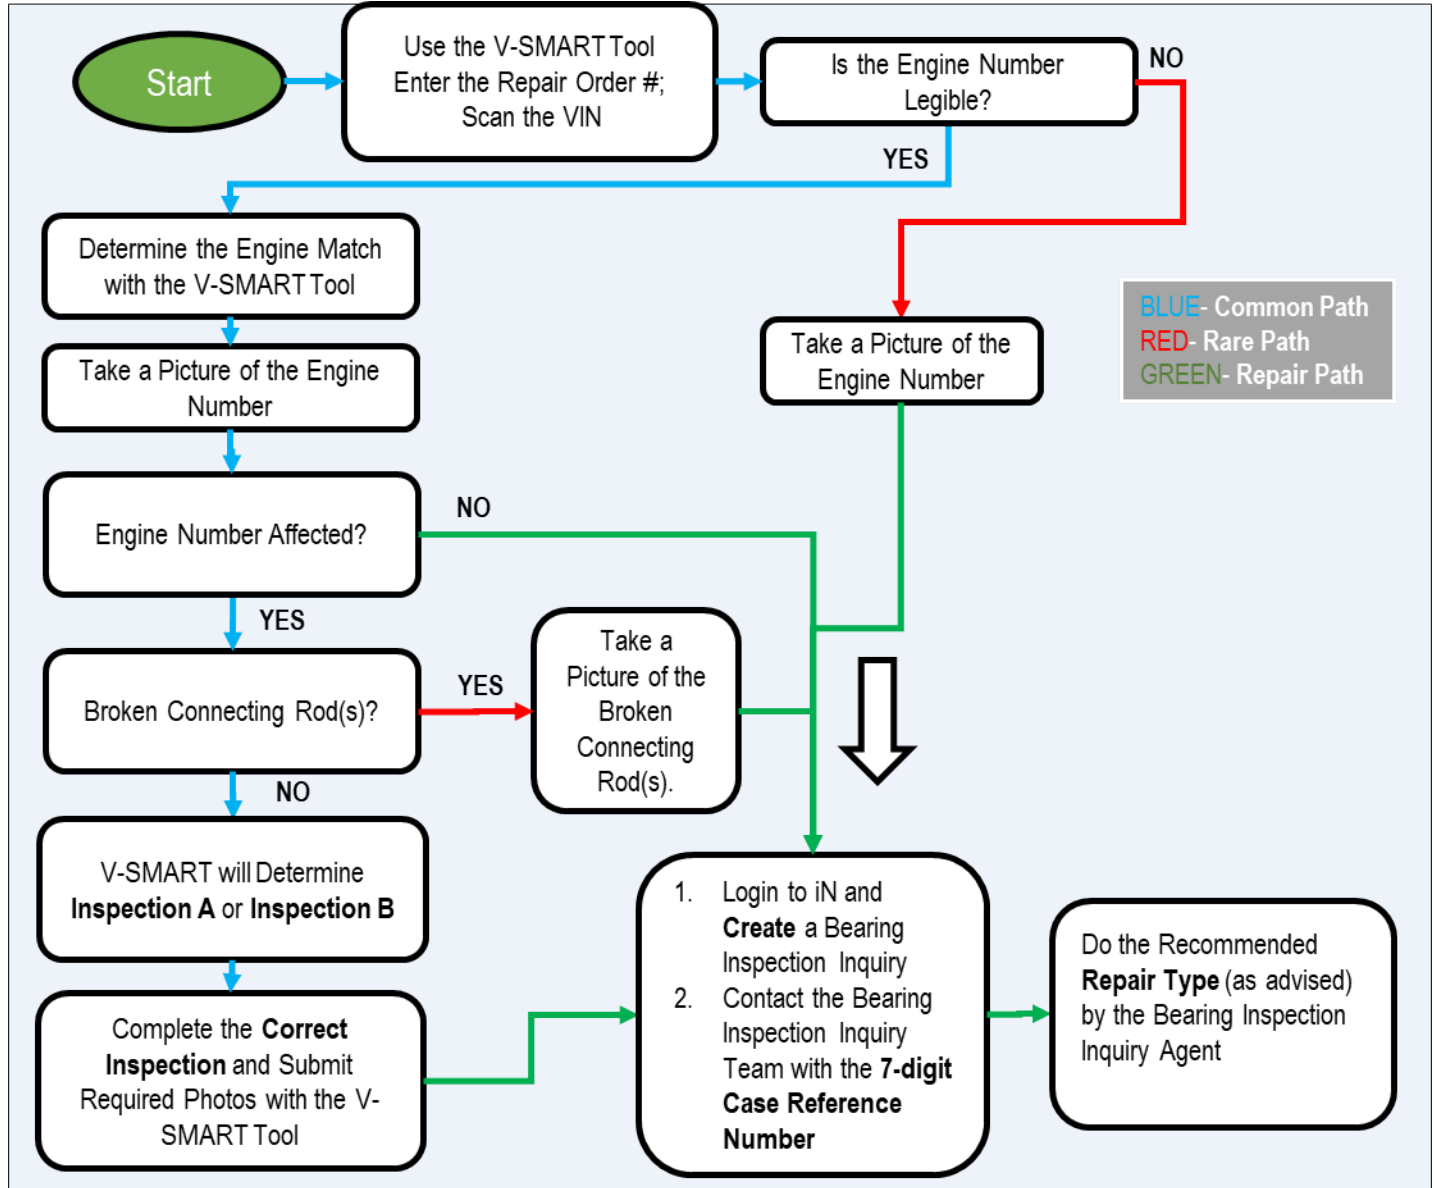 Start
Use the V-SMART Tool
Enter the Repair Order #;
Scan the VIN
Is the Engine Number
Legible?
NO
YES
Determine the Engine Match
with the V-SMART Tool
Take a Picture of the Engine
Number
Take a Picture of the
Engine Number
BLUE- Common Path
RED- Rare Path
GREEN- Repair Path
Engine Number Affected?
NO
YES
Broken Connecting Rod(s)?
YES
Take a
Picture of the
Broken
Connecting
Rod(s).
NO
V-SMART will Determine
Inspection A or Inspection B
Complete the Correct
Inspection and Submit
Required Photos with the V-
SMART Tool
1. Login to iN and
Create a Bearing
Inspection Inquiry
2. Contact the Bearing
Inspection Inquiry
Team with the 7-digit
Case Reference
Number
Do the Recommended
Repair Type (as advised)
by the Bearing Inspection
Inquiry Agent